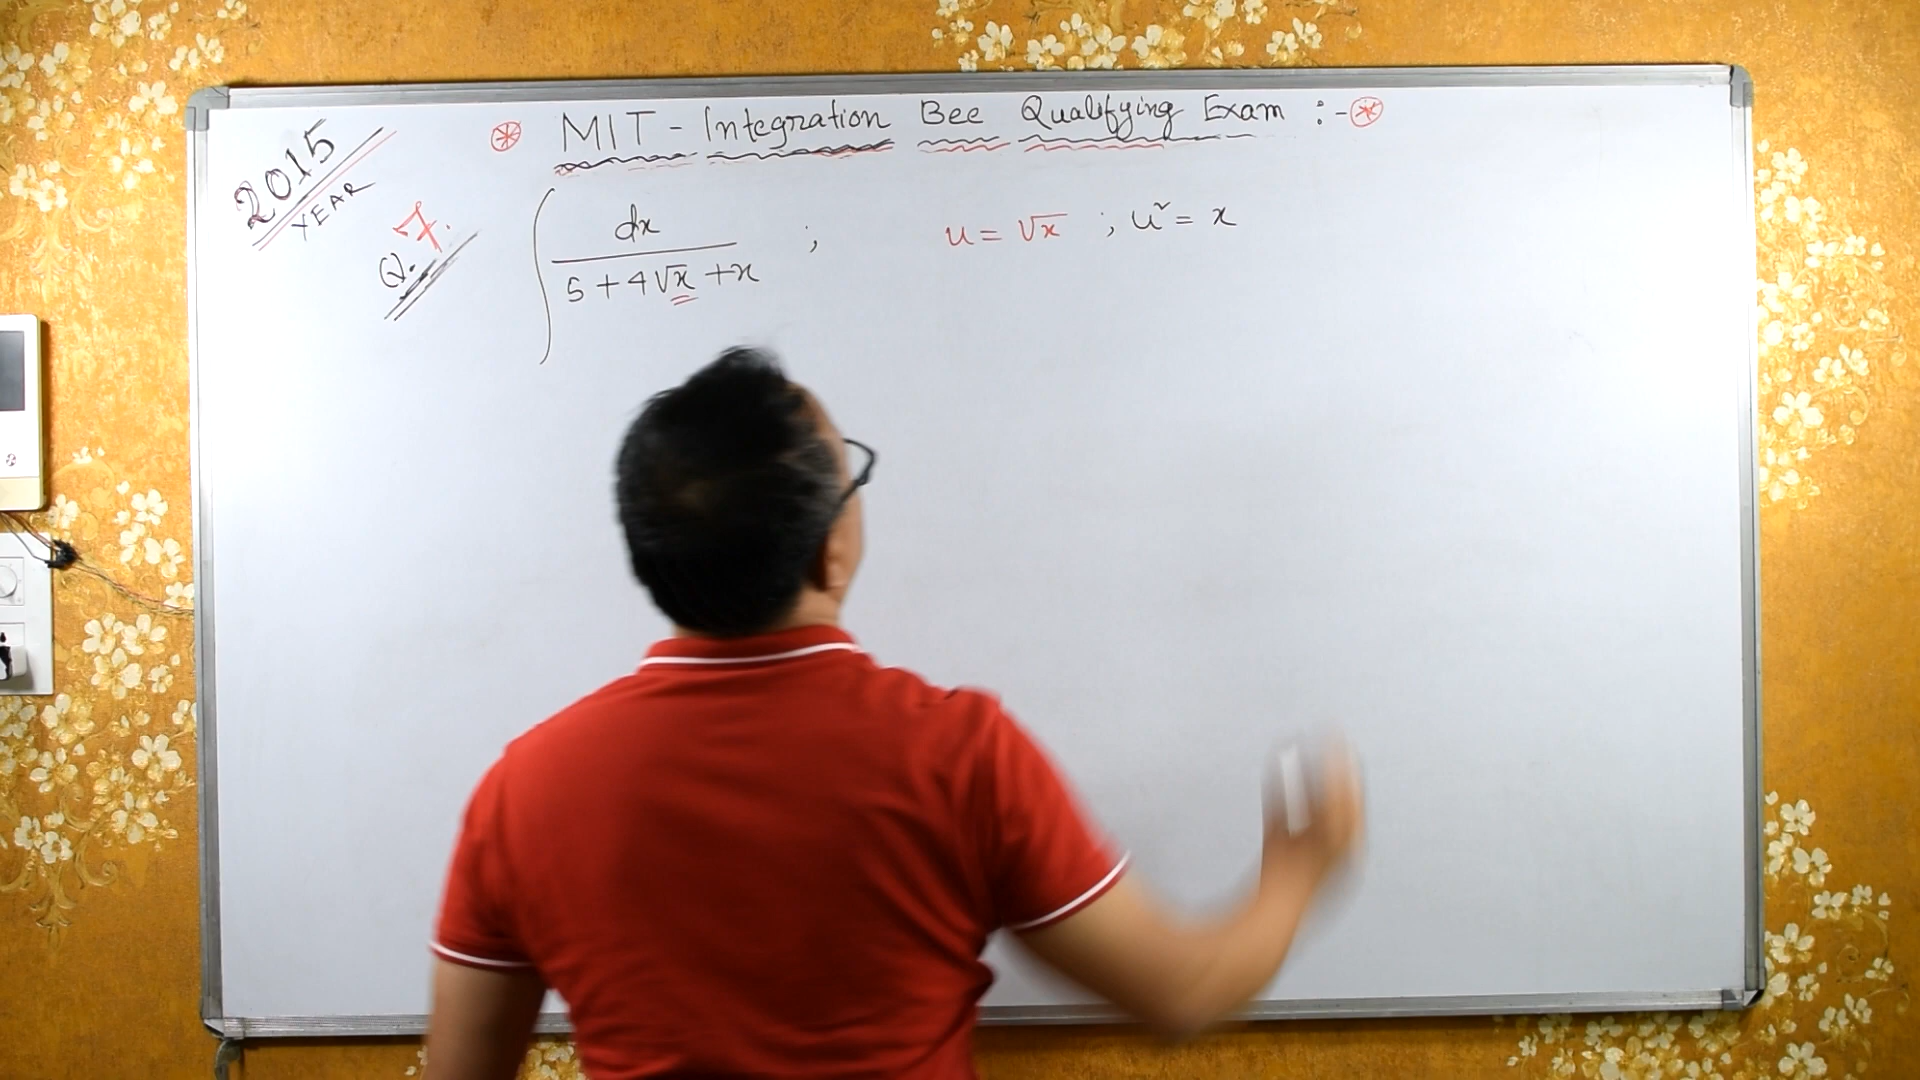 ⊛ MIT - Integration Bee Qualifying Exam :- ⊛
2015
YEAR
Q. 7.
∫ dx / (5 + 4√x + x) ; u = √x ; u² = x